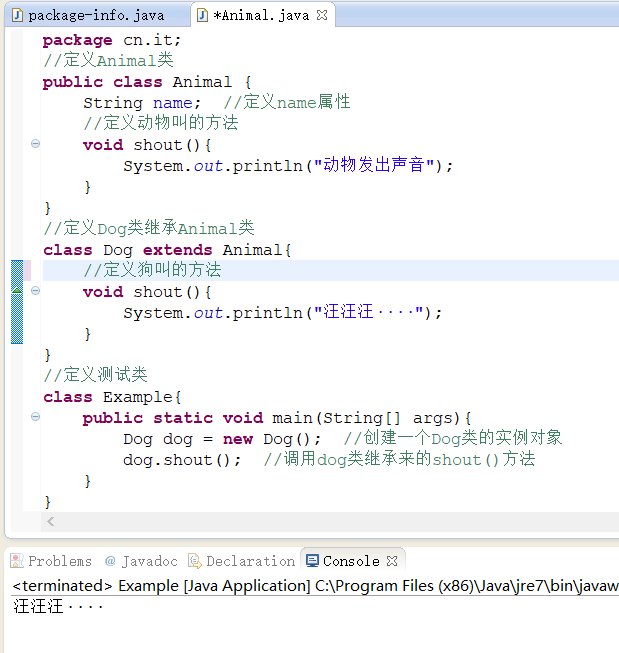 package-info.java
*Animal.java
package cn.it;
//定义Animal类
public class Animal {
String name;  //定义name属性
//定义动物叫的方法
void shout(){
System.out.println("动物发出声音");
}
}
//定义Dog类继承Animal类
class Dog extends Animal{
//定义狗叫的方法
void shout(){
System.out.println("汪汪汪····");
}
}
//定义测试类
class Example{
public static void main(String[] args){
Dog dog = new Dog();  //创建一个Dog类的实例对象
dog.shout();  //调用dog类继承来的shout()方法
}
}
Problems @ Javadoc Declaration Console
<terminated> Example [Java Application] C:\Program Files (x86)\Java\jre7\bin\javaw
汪汪汪····